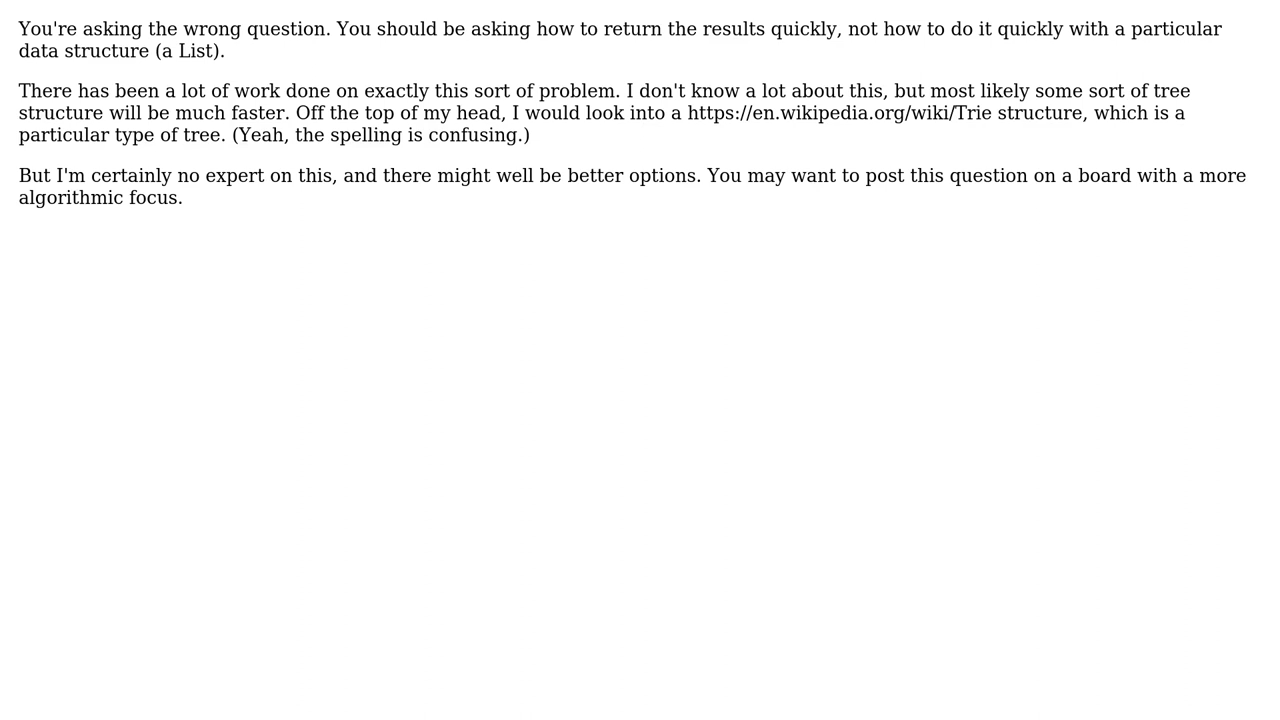 You're asking the wrong question. You should be asking how to return the results quickly, not how to do it quickly with a particular
data structure (a List).
There has been a lot of work done on exactly this sort of problem. I don't know a lot about this, but most likely some sort of tree
structure will be much faster. Off the top of my head, I would look into a https://en.wikipedia.org/wiki/Trie structure, which is a
particular type of tree. (Yeah, the spelling is confusing.)
But I'm certainly no expert on this, and there might well be better options. You may want to post this question on a board with a more
algorithmic focus.